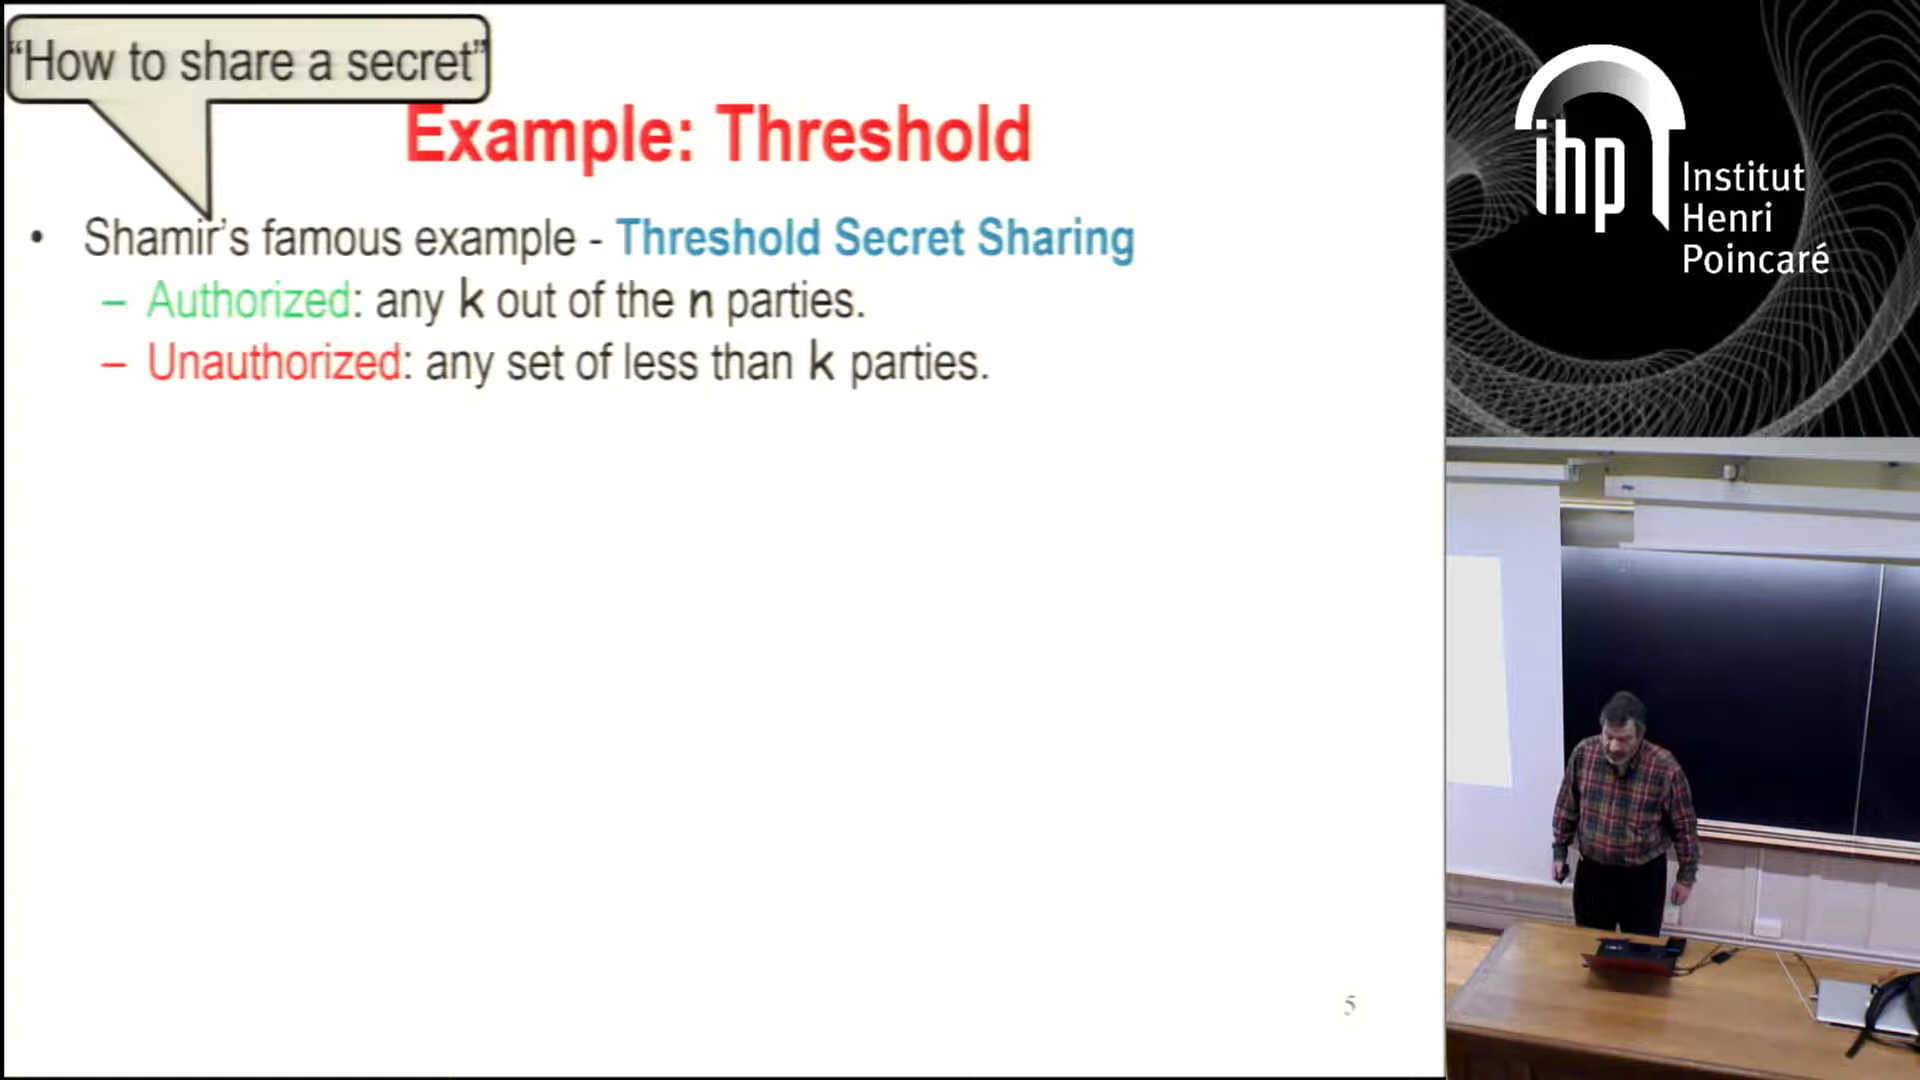 “How to share a secret”
Example: Threshold
• Shamir’s famous example - Threshold Secret Sharing
– Authorized: any k out of the n parties.
– Unauthorized: any set of less than k parties.
5
ihp
Institut
Henri
Poincaré